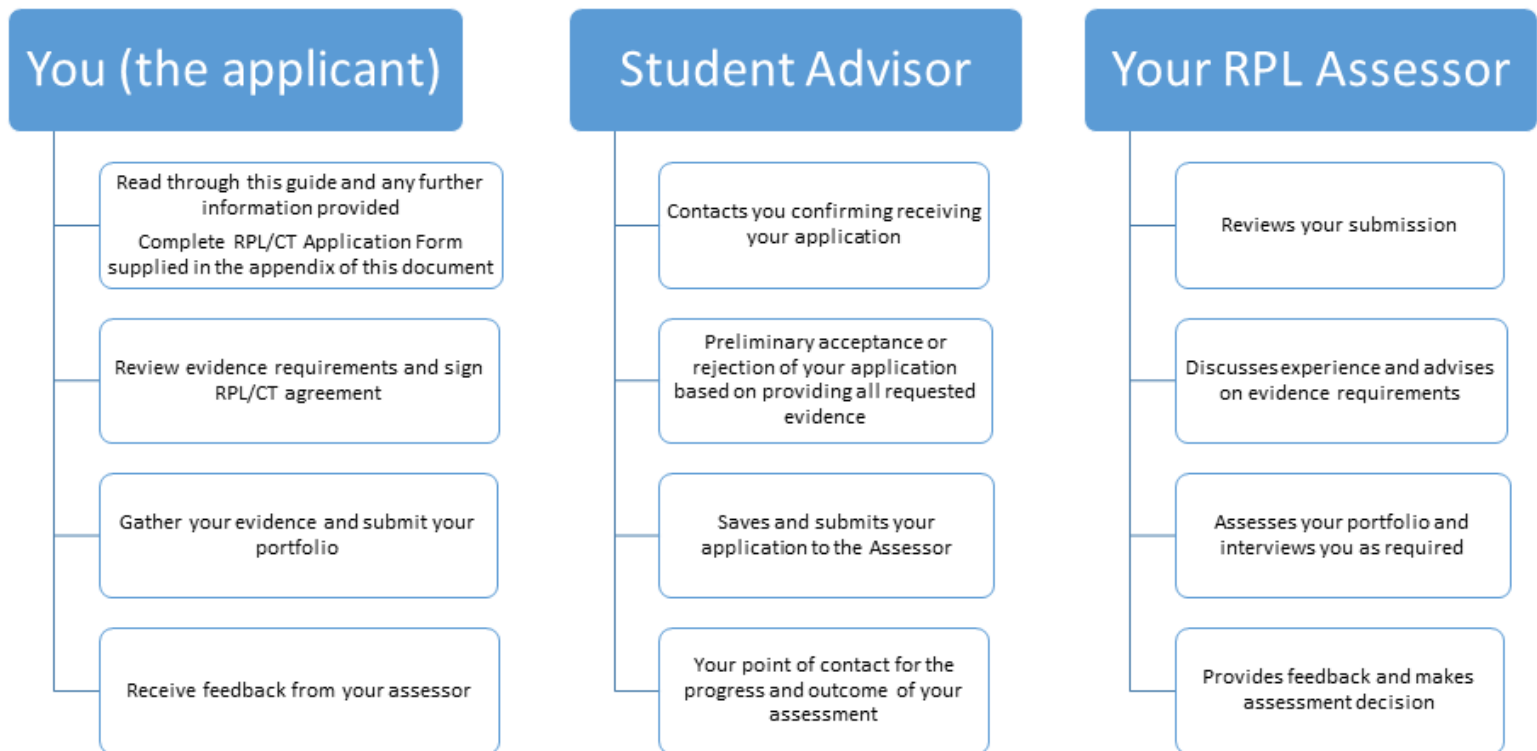 You (the applicant)
Read through this guide and any further
information provided
Complete RPL/CT Application Form
supplied in the appendix of this document
Review evidence requirements and sign
RPL/CT agreement
Gather your evidence and submit your
portfolio
Receive feedback from your assessor
Student Advisor
Contacts you confirming receiving
your application
Preliminary acceptance or
rejection of your application
based on providing all requested
evidence
Saves and submits your
application to the Assessor
Your point of contact for the
progress and outcome of your
assessment
Your RPL Assessor
Reviews your submission
Discusses experience and advises
on evidence requirements
Assesses your portfolio and
interviews you as required
Provides feedback and makes
assessment decision